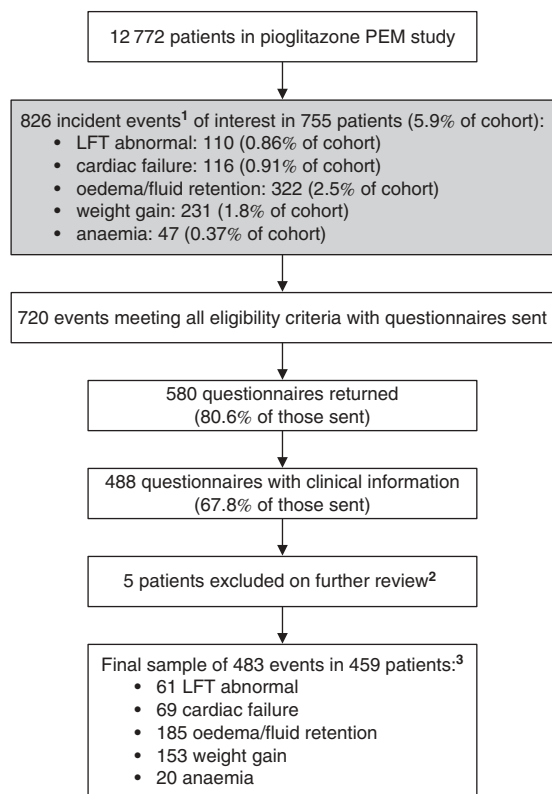 12 772 patients in pioglitazone PEM study
826 incident events1 of interest in 755 patients (5.9% of cohort):
• LFT abnormal: 110 (0.86% of cohort)
• cardiac failure: 116 (0.91% of cohort)
• oedema/fluid retention: 322 (2.5% of cohort)
• weight gain: 231 (1.8% of cohort)
• anaemia: 47 (0.37% of cohort)
720 events meeting all eligibility criteria with questionnaires sent
580 questionnaires returned
(80.6% of those sent)
488 questionnaires with clinical information
(67.8% of those sent)
5 patients excluded on further review2
Final sample of 483 events in 459 patients:3
• 61 LFT abnormal
• 69 cardiac failure
• 185 oedema/fluid retention
• 153 weight gain
• 20 anaemia